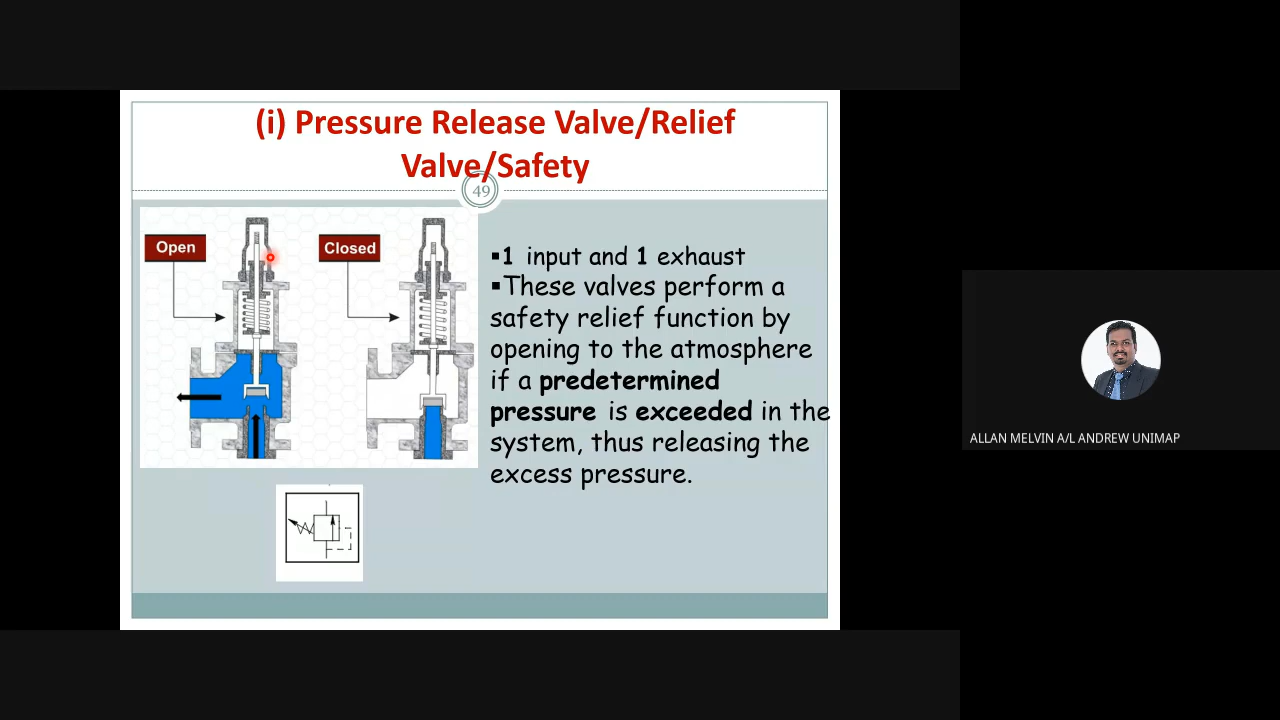 (i) Pressure Release Valve/Relief
Valve/Safety
49
Open
Closed
▪1 input and 1 exhaust
▪These valves perform a
safety relief function by
opening to the atmosphere
if a predetermined
pressure is exceeded in the
system, thus releasing the
excess pressure.
ALLAN MELVIN A/L ANDREW UNIMAP